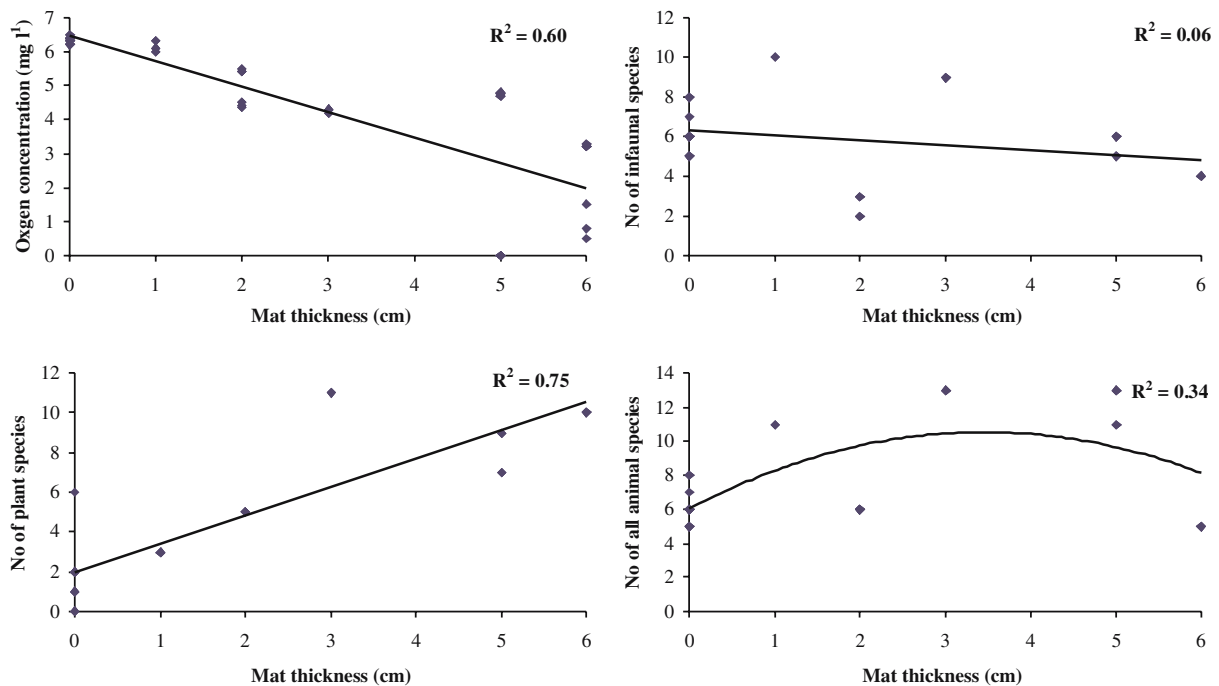 R² = 0.60
Oxgen concentration (mg l¹)
7
6
5
4
3
2
1
0
0 1 2 3 4 5 6
Mat thickness (cm)
R² = 0.06
No of infaunal species
12
10
8
6
4
2
0
0 1 2 3 4 5 6
Mat thickness (cm)
R² = 0.75
No of plant species
12
10
8
6
4
2
0
0 1 2 3 4 5 6
Mat thickness (cm)
R² = 0.34
No of all animal species
14
12
10
8
6
4
2
0
0 1 2 3 4 5 6
Mat thickness (cm)